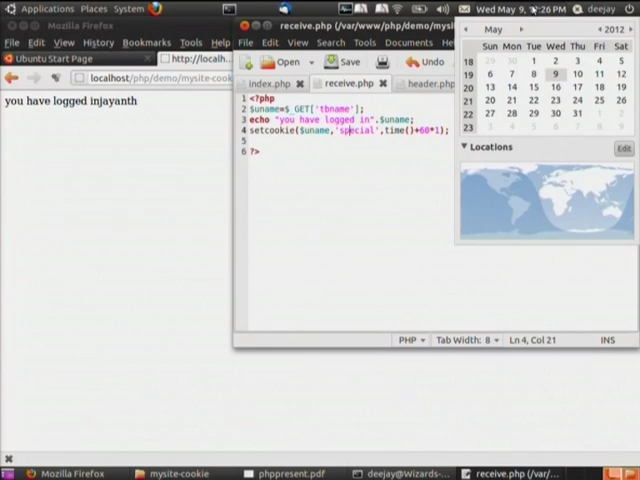 Applications Places System
Wed May 9, :26 PM deejay
Mozilla Firefox
File Edit View History Bookmarks Tools Help
Ubuntu Start Page
http://localh...
localhost/php/demo/mysite-cook
you have logged injayanth
receive.php (/var/www/php/demo/mysi
File Edit View Search Tools Documents He
Open Save Undo
index.php receive.php header.php
1 <?php
2 $uname=$_GET['tbname'];
3 echo "you have logged in".$uname;
4 setcookie($uname,'special',time()+60*1);
5
6 ?>
PHP Tab Width: 8 Ln 4, Col 21 INS
May 2012
Sun Mon Tue Wed Thu Fri Sat
18 29 30 1 2 3 4 5
19 6 7 8 9 10 11 12
20 13 14 15 16 17 18 19
21 20 21 22 23 24 25 26
22 27 28 29 30 31 1 2
23 3 4 5 6 7 8 9
Locations Edit
Mozilla Firefox mysite-cookie phppresent.pdf deejay@Wizards-... receive.php (/var/...